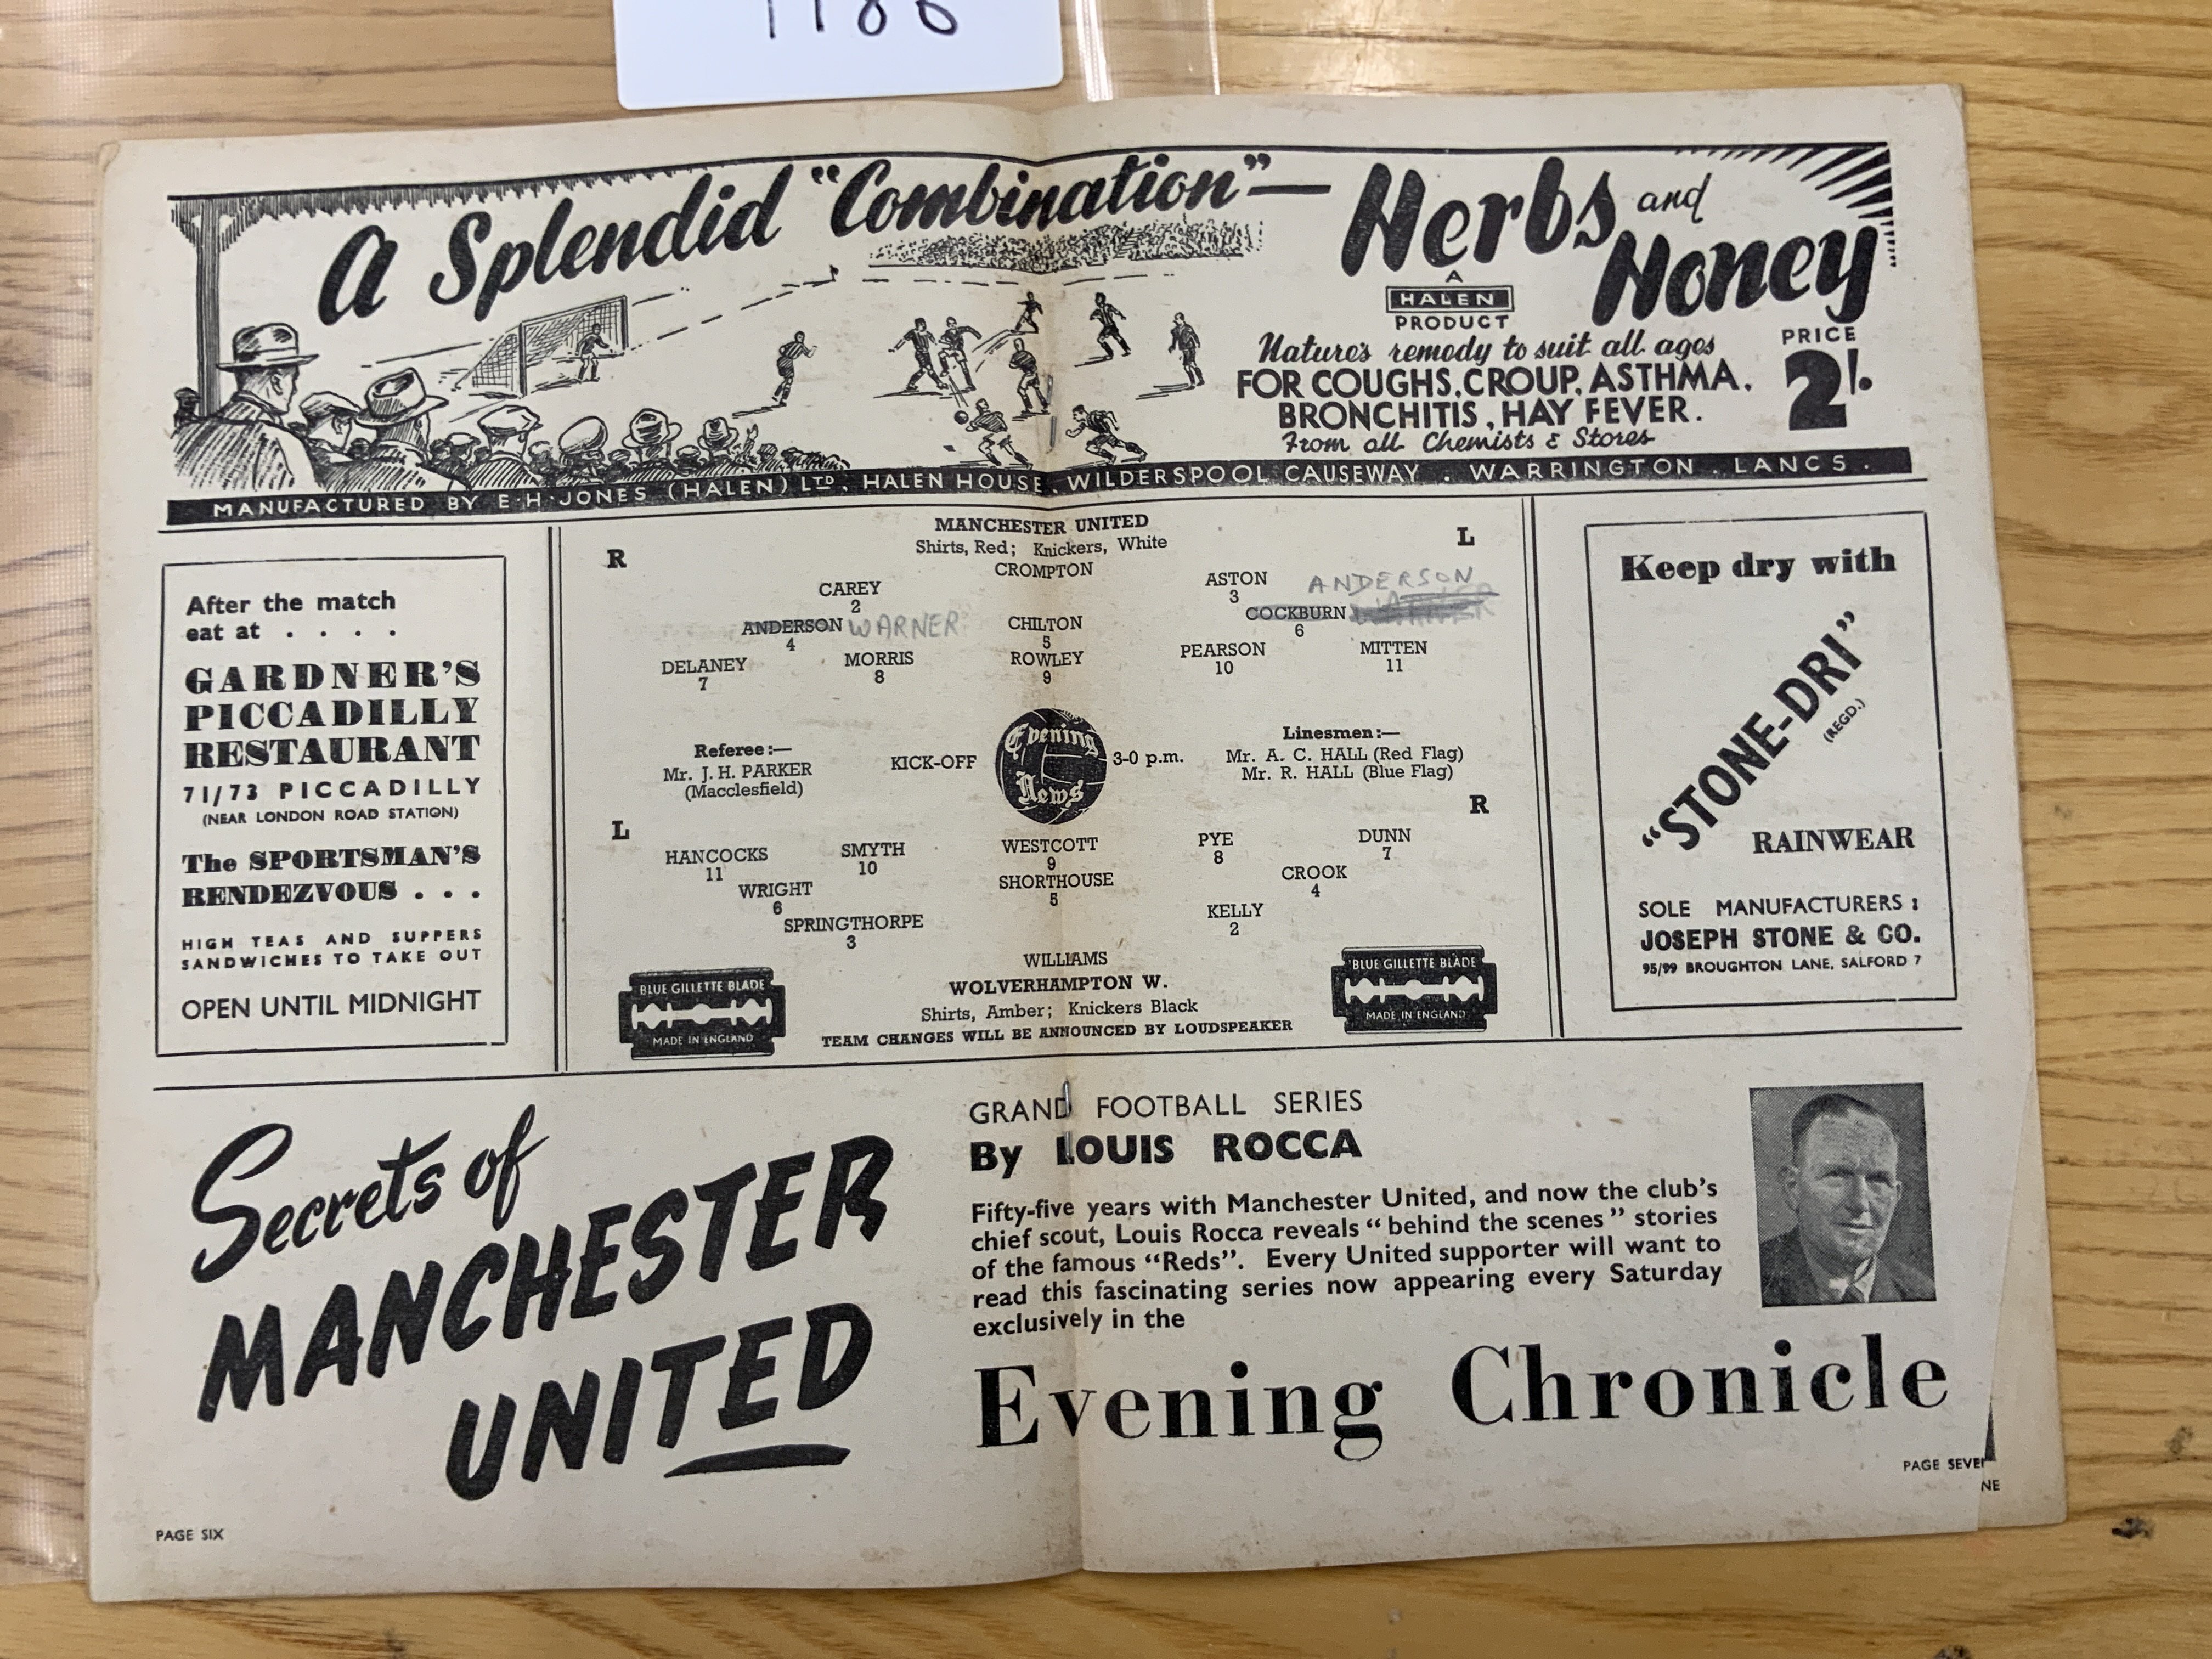 1186
A Splendid "Combination"—
Herbs and
Honey
A
HALEN
PRODUCT
Nature's remedy to suit all ages
FOR COUGHS, CROUP, ASTHMA,
BRONCHITIS, HAY FEVER.
From all Chemists & Stores
PRICE
2/.
MANUFACTURED BY E·H·JONES (HALEN) LTD. HALEN HOUSE. WILDERSPOOL CAUSEWAY . WARRINGTON . LANCS.
After the match
eat at . . . .
GARDNER'S
PICCADILLY
RESTAURANT
71/73 PICCADILLY
(NEAR LONDON ROAD STATION)
The SPORTSMAN'S
RENDEZVOUS . . .
HIGH TEAS AND SUPPERS
SANDWICHES TO TAKE OUT
OPEN UNTIL MIDNIGHT
MANCHESTER UNITED
Shirts, Red; Knickers, White
R
L
CROMPTON
CAREY
2
ASTON
3
ANDERSON
ANDERSON WARNER
4
CHILTON
5
COCKBURN WARNER
6
DELANEY
7
MORRIS
8
ROWLEY
9
PEARSON
10
MITTEN
11
Referee:—
Mr. J. H. PARKER
(Macclesfield)
KICK-OFF
Evening
News
3-0 p.m.
Linesmen:—
Mr. A. C. HALL (Red Flag)
Mr. R. HALL (Blue Flag)
L
R
HANCOCKS
11
SMYTH
10
WESTCOTT
9
PYE
8
DUNN
7
WRIGHT
6
SHORTHOUSE
5
CROOK
4
SPRINGTHORPE
3
KELLY
2
WILLIAMS
WOLVERHAMPTON W.
Shirts, Amber; Knickers Black
TEAM CHANGES WILL BE ANNOUNCED BY LOUDSPEAKER
BLUE GILLETTE BLADE
MADE IN ENGLAND
BLUE GILLETTE BLADE
MADE IN ENGLAND
Keep dry with
"STONE-DRI"
(REGD.)
RAINWEAR
SOLE MANUFACTURERS :
JOSEPH STONE & CO.
95/99 BROUGHTON LANE, SALFORD 7
Secrets of
MANCHESTER
UNITED
GRAND FOOTBALL SERIES
By LOUIS ROCCA
Fifty-five years with Manchester United, and now the club's
chief scout, Louis Rocca reveals "behind the scenes" stories
of the famous "Reds". Every United supporter will want to
read this fascinating series now appearing every Saturday
exclusively in the
Evening Chronicle
PAGE SIX
PAGE SEVEN
NE